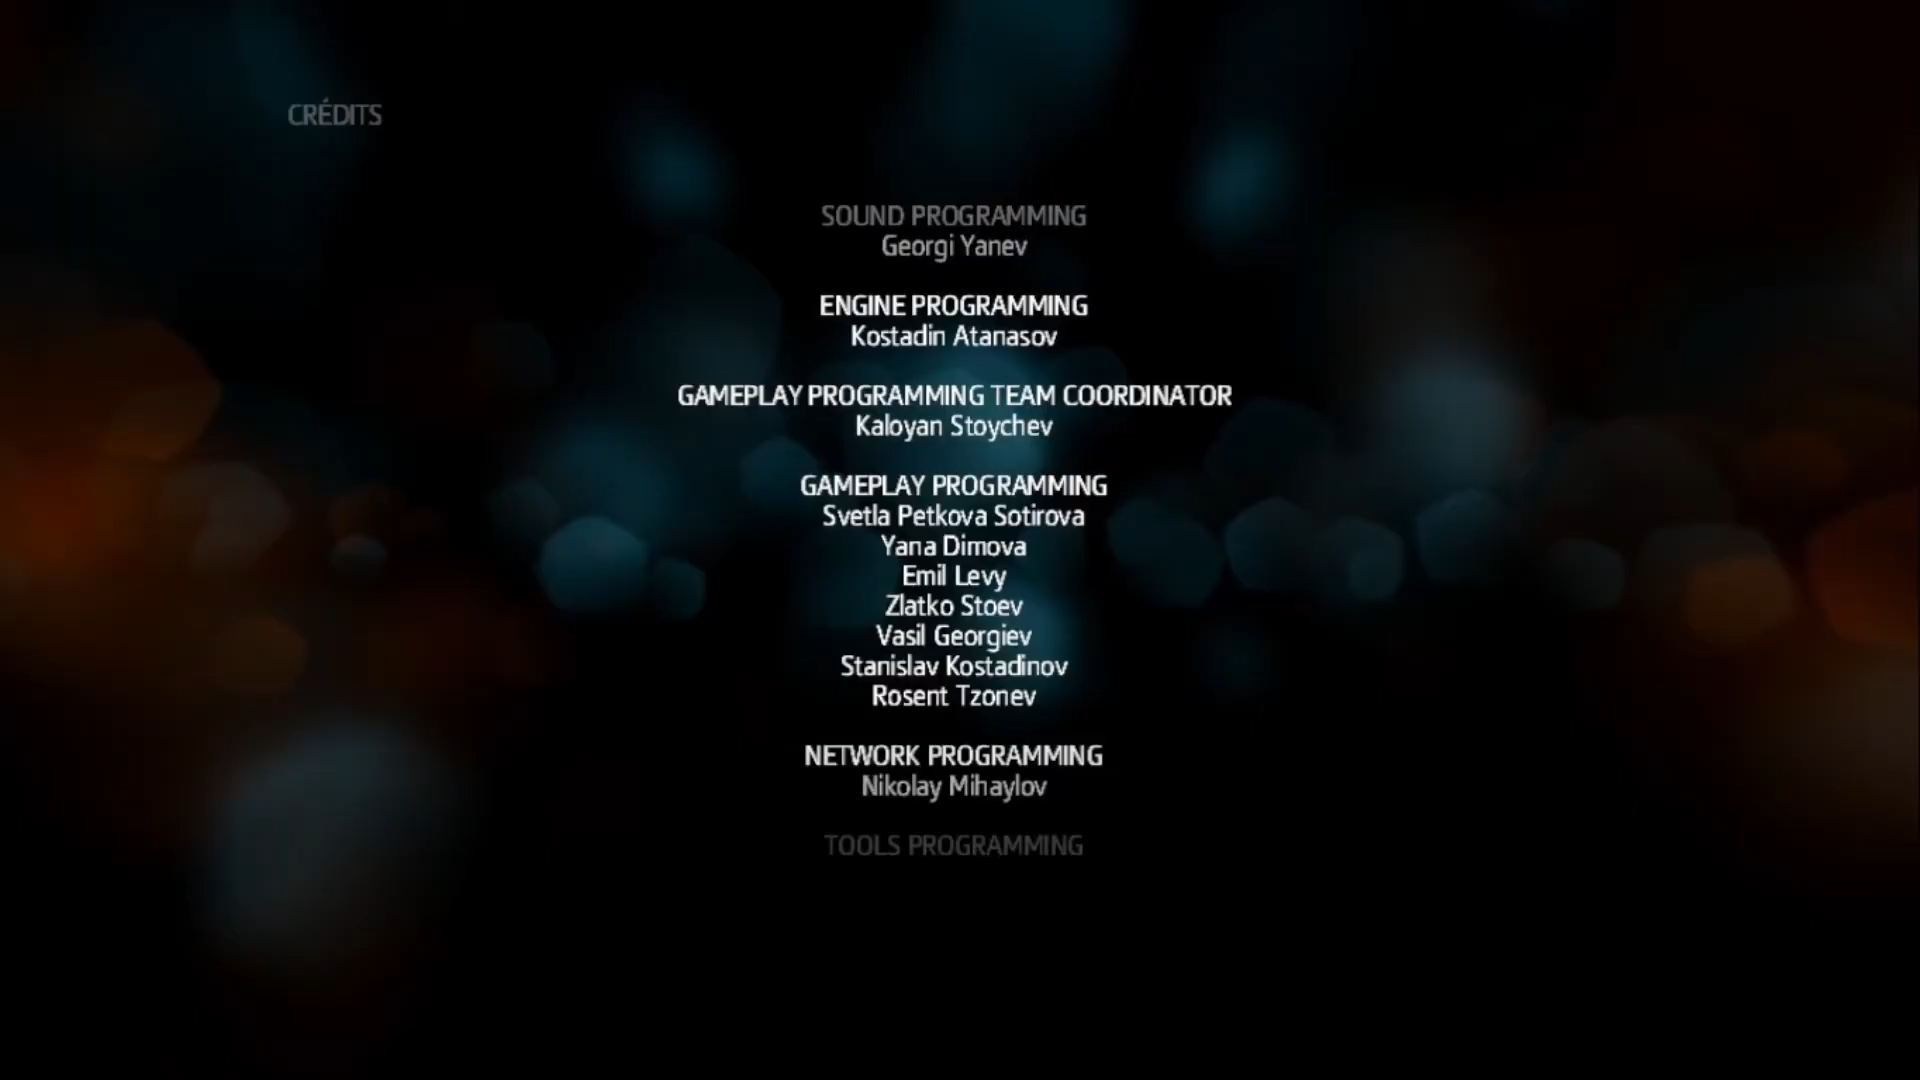 CRÉDITS
SOUND PROGRAMMING
Georgi Yanev
ENGINE PROGRAMMING
Kostadin Atanasov
GAMEPLAY PROGRAMMING TEAM COORDINATOR
Kaloyan Stoychev
GAMEPLAY PROGRAMMING
Svetla Petkova Sotirova
Yana Dimova
Emil Levy
Zlatko Stoev
Vasil Georgiev
Stanislav Kostadinov
Rosent Tzonev
NETWORK PROGRAMMING
Nikolay Mihaylov
TOOLS PROGRAMMING